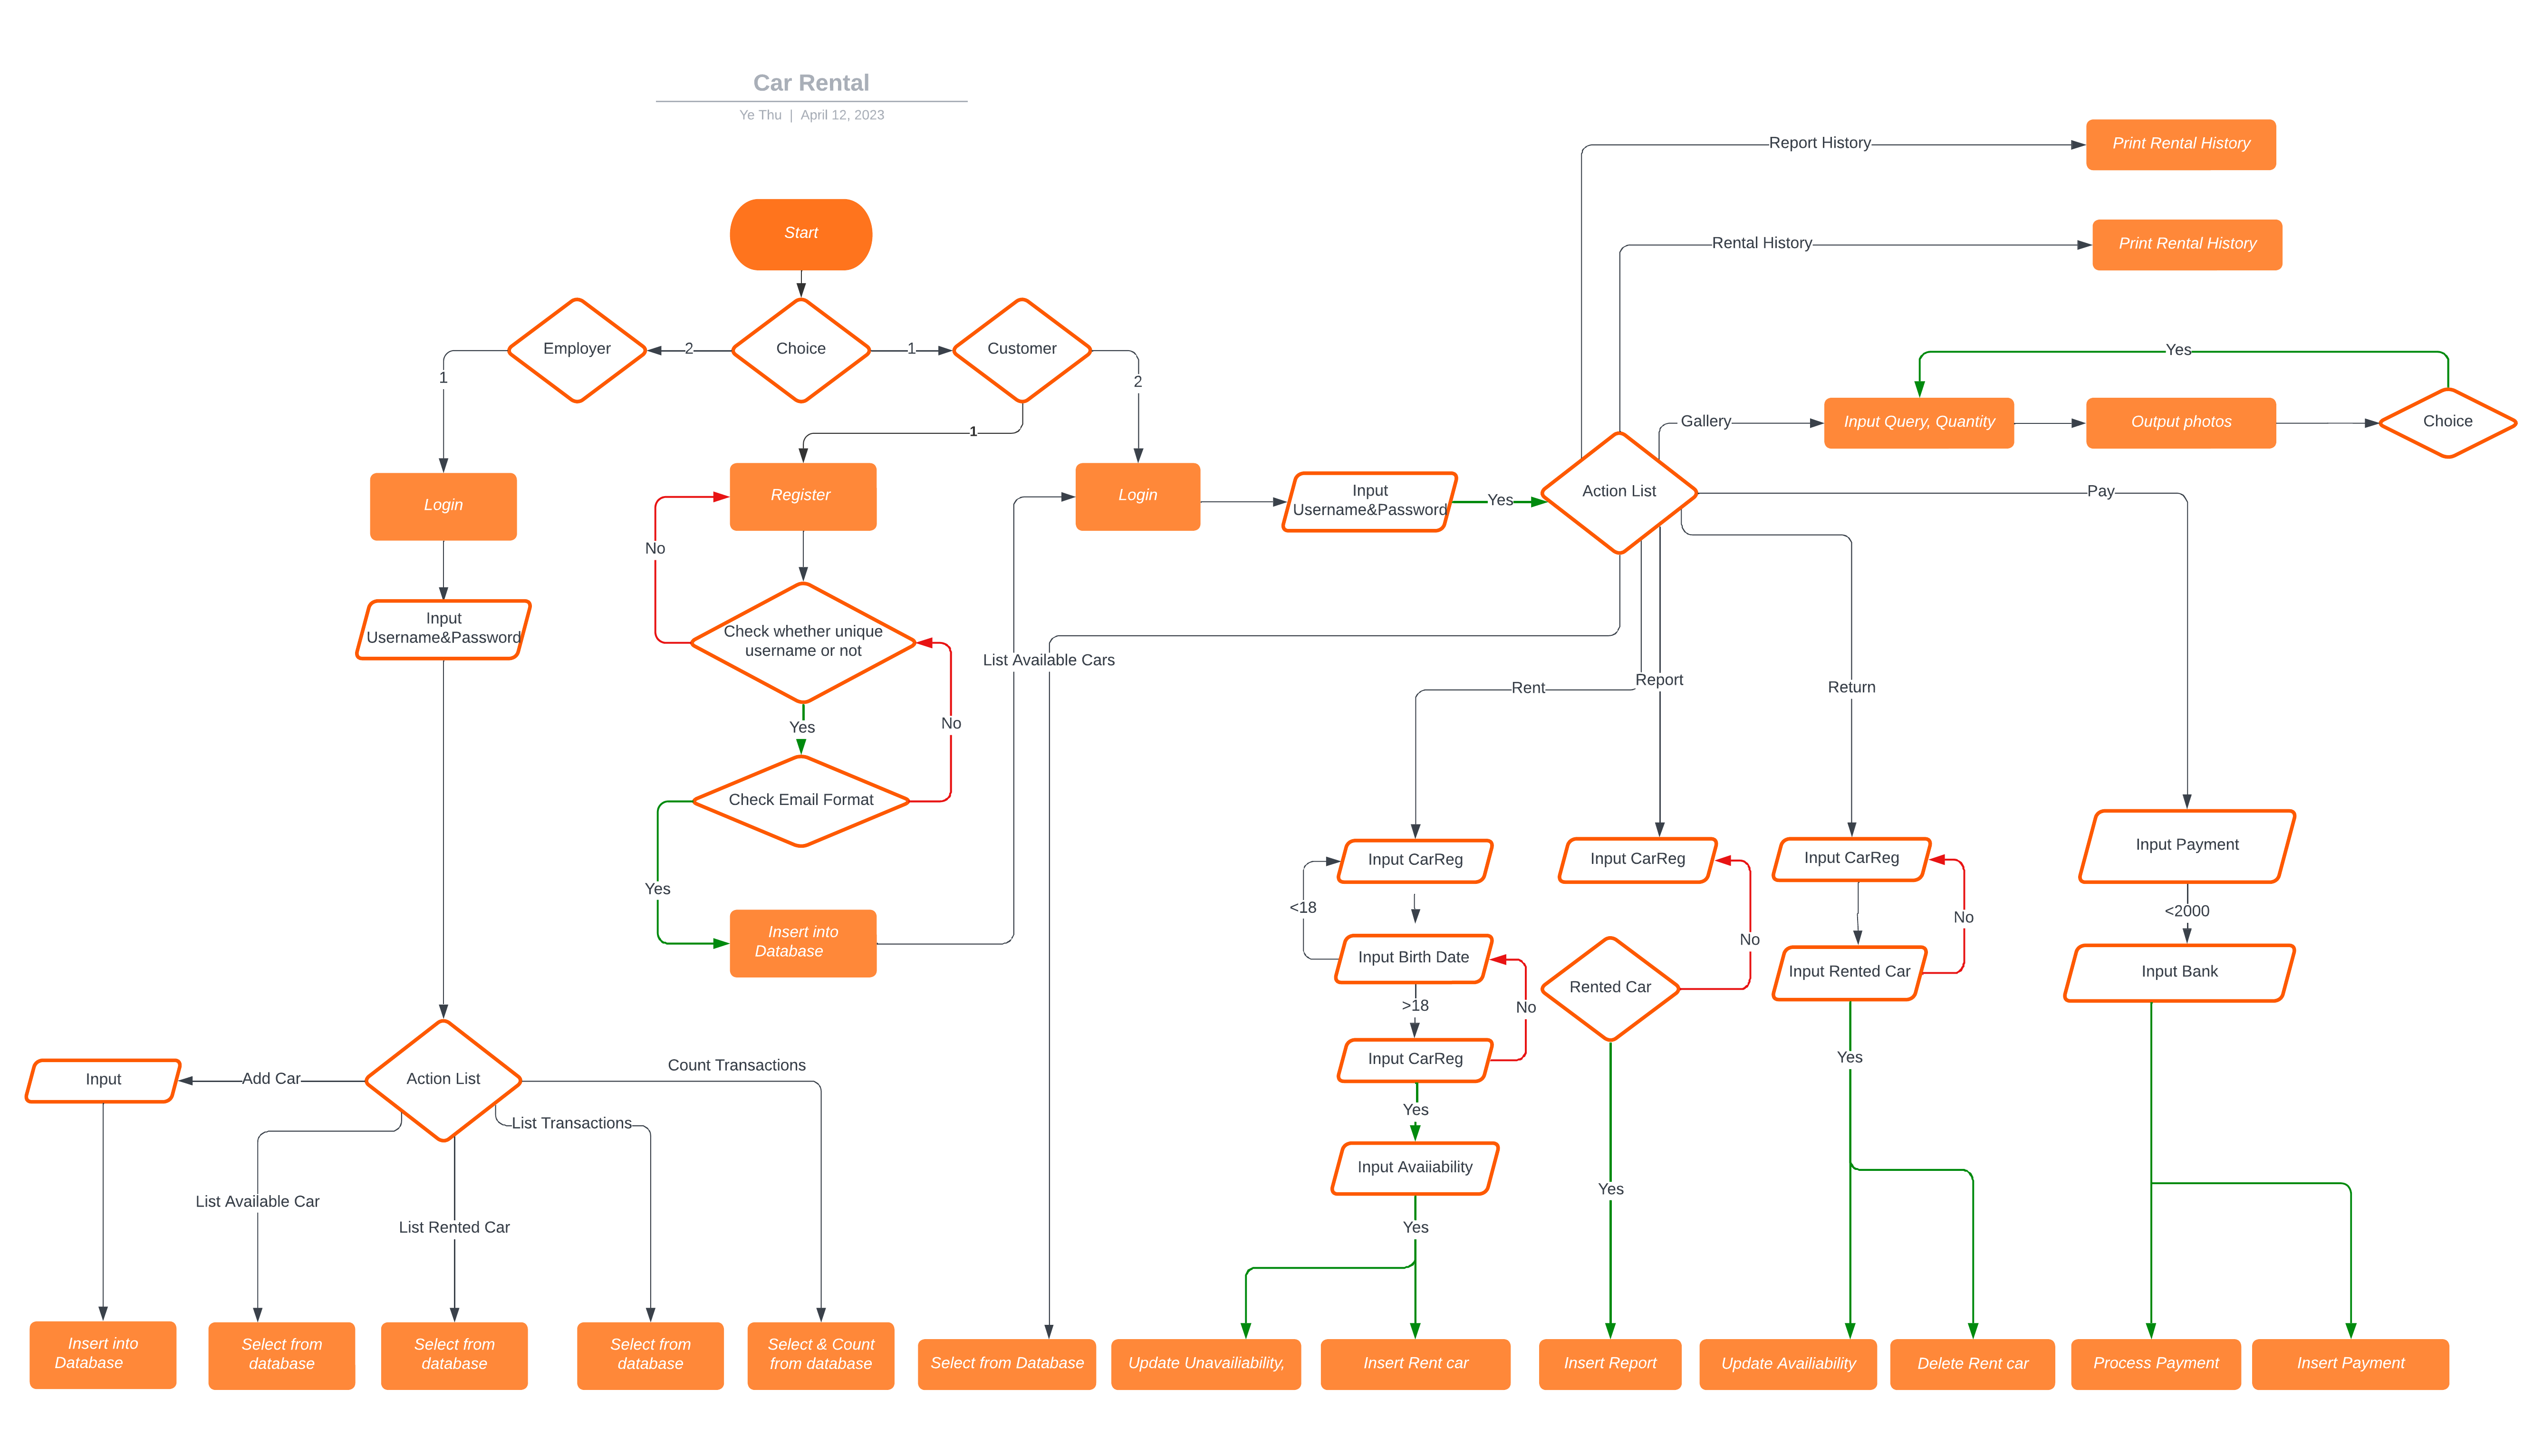 Car Rental
Ye Thu | April 12, 2023
Report History
Print Rental History
Rental History
Print Rental History
Start
Employer
2
Choice
1
Customer
1
2
1
Yes
Gallery
Input Query, Quantity
Output photos
Choice
Login
Register
Login
Input
Username&Password
Yes
Action List
Pay
No
Input
Username&Password
Check whether unique
username or not
List Available Cars
Rent
Report
Return
Yes
No
Check Email Format
Yes
Insert into
Database
Input CarReg
Input CarReg
Input CarReg
Input Payment
<18
No
No
<2000
Input Birth Date
Rented Car
Input Rented Car
Input Bank
>18
No
Input CarReg
Yes
Yes
Input Avaiiability
Yes
Yes
Input
Add Car
Action List
Count Transactions
List Transactions
List Available Car
List Rented Car
Insert into
Database
Select from
database
Select from
database
Select from
database
Select & Count
from database
Select from Database
Update Unavailiability,
Insert Rent car
Insert Report
Update Availiability
Delete Rent car
Process Payment
Insert Payment